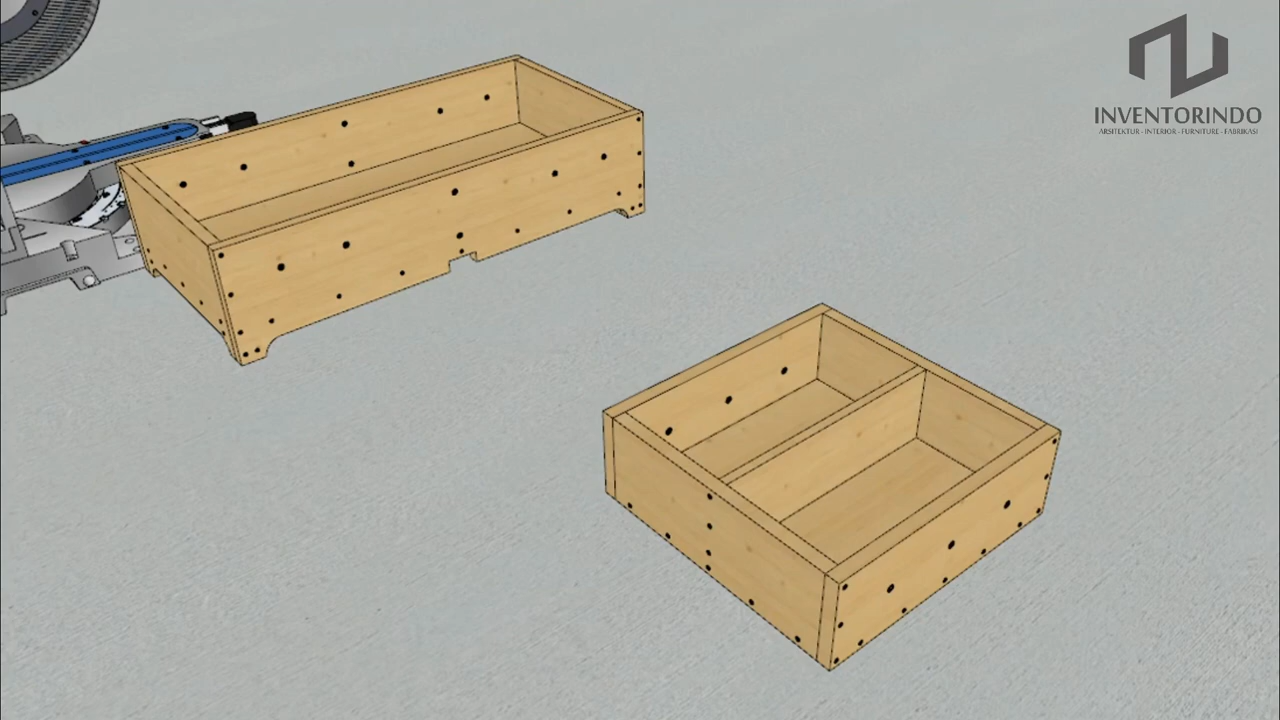 INVENTORINDO
ARSITEKTUR - INTERIOR - FURNITURE - FABRIKASI